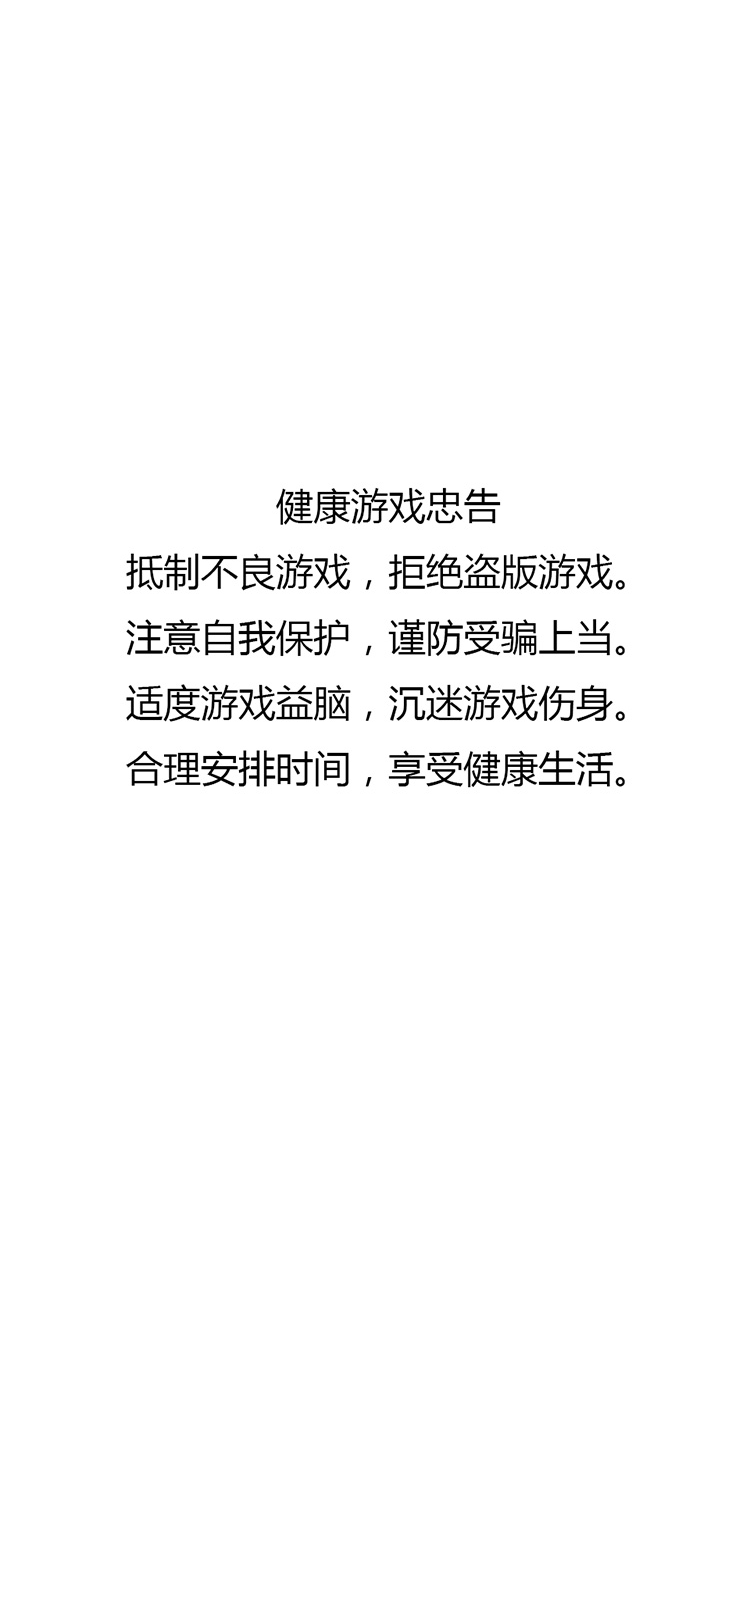 健康游戏忠告
抵制不良游戏，拒绝盗版游戏。
注意自我保护，谨防受骗上当。
适度游戏益脑，沉迷游戏伤身。
合理安排时间，享受健康生活。